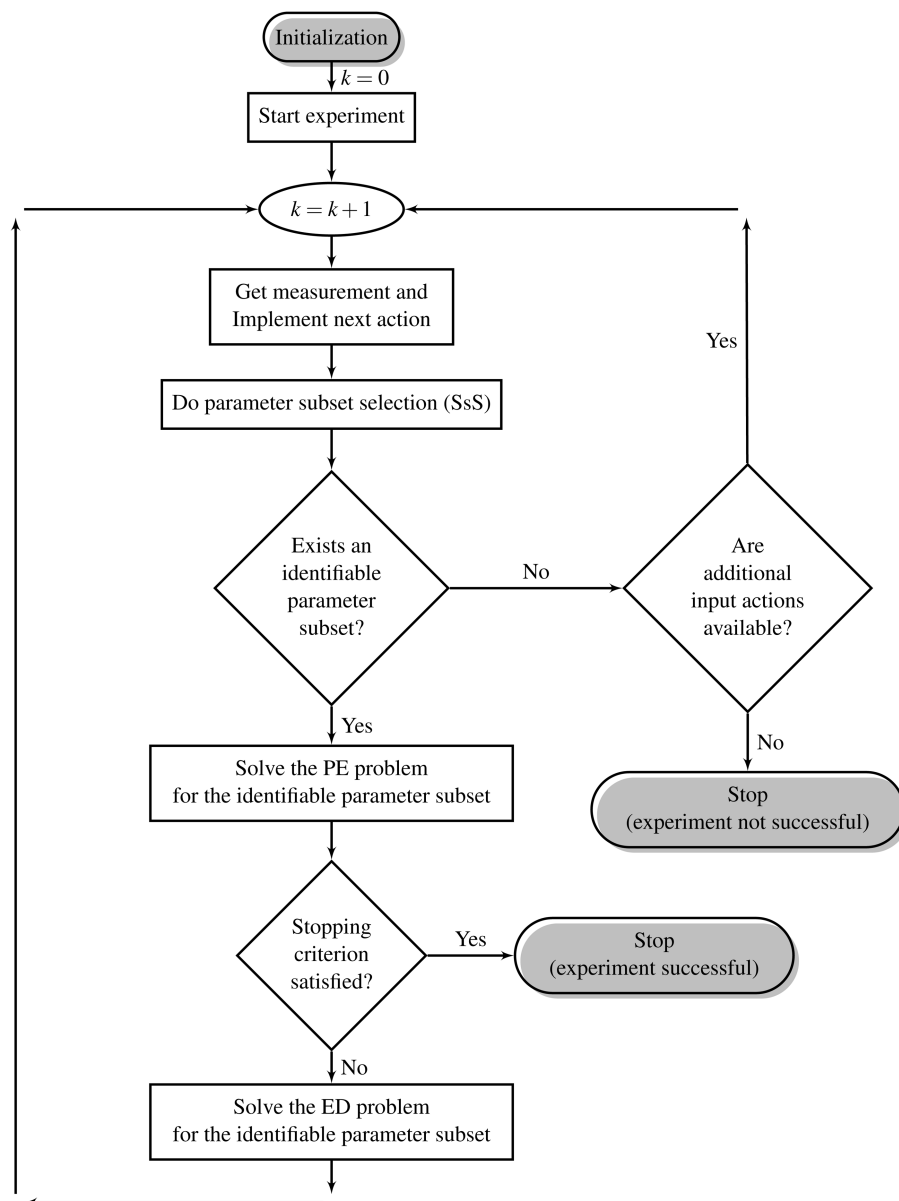 Initialization
k = 0
Start experiment
k = k + 1
Get measurement and
Implement next action
Yes
Do parameter subset selection (SsS)
Exists an
identifiable
parameter
subset?
No
Are
additional
input actions
available?
Yes
No
Solve the PE problem
for the identifiable parameter subset
Stop
(experiment not successful)
Stopping
criterion
satisfied?
Yes
Stop
(experiment successful)
No
Solve the ED problem
for the identifiable parameter subset